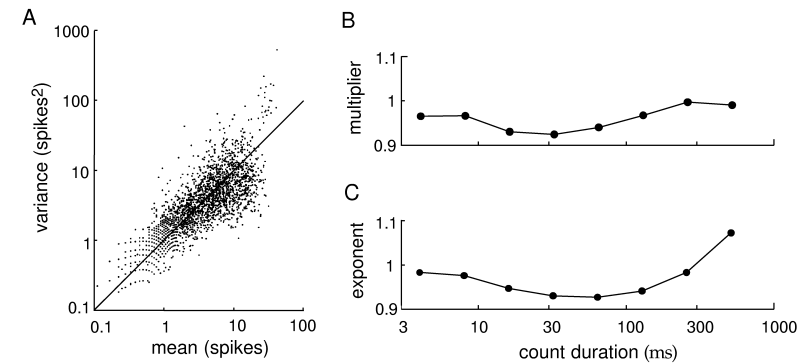 A
1000
100
10
1
0.1
variance (spikes2)
0.1 1 10 100
mean (spikes)
B
1.1
1
0.9
multiplier
C
1.1
1
0.9
exponent
3 10 30 100 300 1000
count duration (ms)